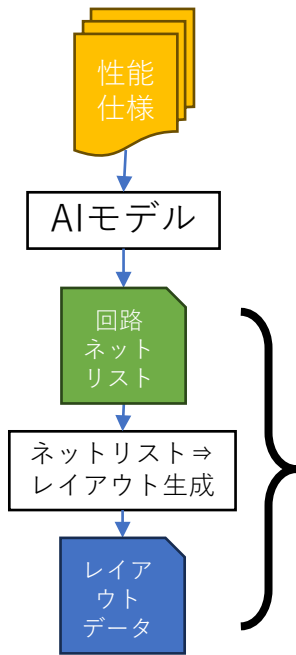 性能
仕様
AIモデル
回路
ネット
リスト
ネットリスト⇒
レイアウト生成
レイア
ウト
データ